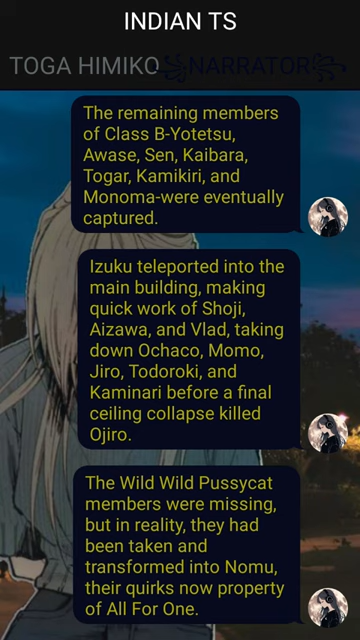 INDIAN TS
TOGA HIMIKO꧁NARRATOR꧂
The remaining members
of Class B-Yotetsu,
Awase, Sen, Kaibara,
Togar, Kamikiri, and
Monoma-were eventually
captured.
Izuku teleported into the
main building, making
quick work of Shoji,
Aizawa, and Vlad, taking
down Ochaco, Momo,
Jiro, Todoroki, and
Kaminari before a final
ceiling collapse killed
Ojiro.
The Wild Wild Pussycat
members were missing,
but in reality, they had
been taken and
transformed into Nomu,
their quirks now property
of All For One.